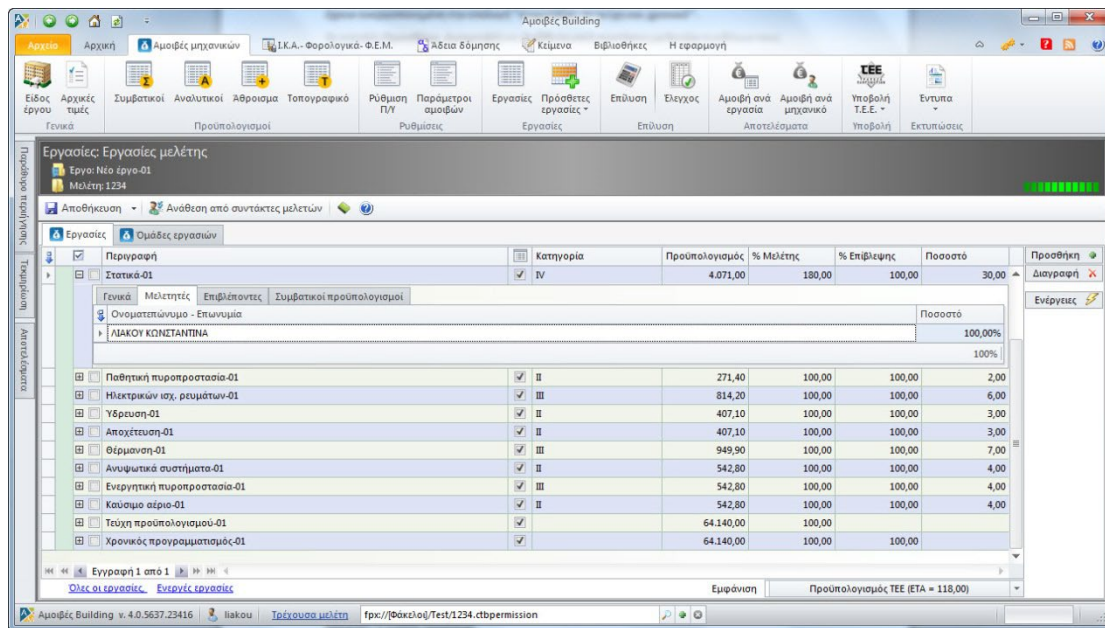 Αμοιβές Building
Αρχείο Αρχική Αμοιβές μηχανικών Ι.Κ.Α.- Φορολογικά- Φ.Ε.Μ. Άδεια δόμησης Κείμενα Βιβλιοθήκες Η εφαρμογή
Είδος έργου Αρχικές τιμές Συμβατικοί Αναλυτικοί Άθροισμα Τοπογραφικό Ρύθμιση Π/Υ Παράμετροι αμοιβών Εργασίες Πρόσθετες εργασίες Επίλυση Έλεγχος Αμοιβή ανά εργασία Αμοιβή ανά μηχανικό ΤΕΕ Υποβολή Τ.Ε.Ε. Έντυπα
Γενικά Προϋπολογισμοί Ρυθμίσεις Εργασίες Επίλυση Αποτελέσματα Υποβολή Εκτυπώσεις
Παράθυρο περιήγησης
Τεκμηρίωση
Αποτελέσματα
Εργασίες: Εργασίες μελέτης
Έργο: Νέο έργο-01
Μελέτη: 1234
Αποθήκευση Ανάθεση από συντάκτες μελετών
Εργασίες Ομάδες εργασιών
Περιγραφή Κατηγορία Προϋπολογισμός % Μελέτης % Επίβλεψης Ποσοστό Προσθήκη
Στατικά-01 IV 4.071,00 180,00 100,00 30,00 Διαγραφή
Γενικά Μελετητές Επιβλέποντες Συμβατικοί προϋπολογισμοί Ενέργειες
Ονοματεπώνυμο - Επωνυμία Ποσοστό
ΛΙΑΚΟΥ ΚΩΝΣΤΑΝΤΙΝΑ 100,00%
100%
Παθητική πυροπροστασία-01 II 271,40 100,00 100,00 2,00
Ηλεκτρικών ισχ. ρευμάτων-01 III 814,20 100,00 100,00 6,00
Ύδρευση-01 II 407,10 100,00 100,00 3,00
Αποχέτευση-01 II 407,10 100,00 100,00 3,00
Θέρμανση-01 III 949,90 100,00 100,00 7,00
Ανυψωτικά συστήματα-01 II 542,80 100,00 100,00 4,00
Ενεργητική πυροπροστασία-01 III 542,80 100,00 100,00 4,00
Καύσιμο αέριο-01 II 542,80 100,00 100,00 4,00
Τεύχη προϋπολογισμού-01 64.140,00 100,00
Χρονικός προγραμματισμός-01 64.140,00 100,00 100,00
Εγγραφή 1 από 1
Όλες οι εργασίες Ενεργές εργασίες Εμφάνιση Προϋπολογισμός ΤΕΕ (ΕΤΑ = 118,00)
Αμοιβές Building v. 4.0.5637.23416 liakou Τρέχουσα μελέτη fpx://[Φάκελοι]/Test/1234.ctbpermission